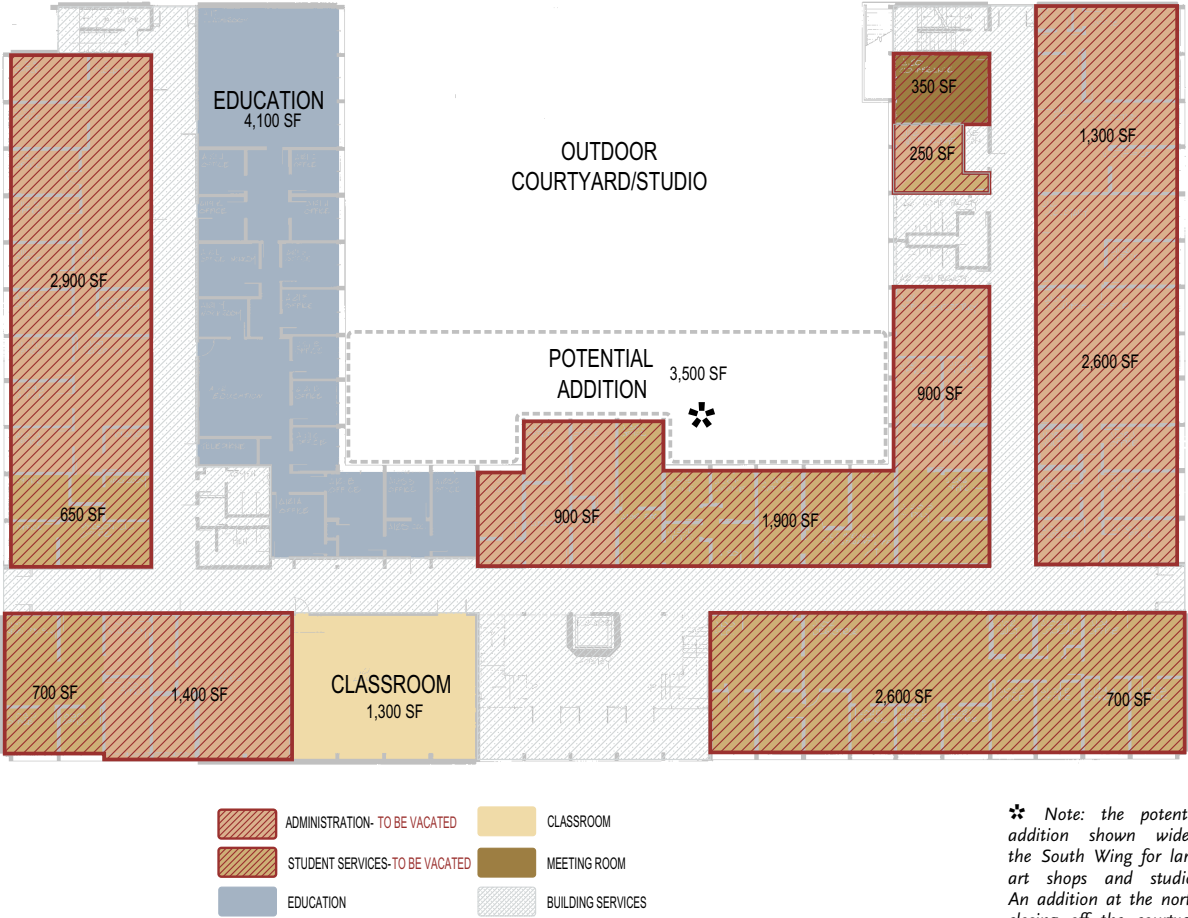 EDUCATION
4,100 SF
OUTDOOR
COURTYARD/STUDIO
350 SF
250 SF
1,300 SF
2,900 SF
POTENTIAL
ADDITION
3,500 SF
*
900 SF
2,600 SF
650 SF
900 SF
1,900 SF
700 SF
1,400 SF
CLASSROOM
1,300 SF
2,600 SF
700 SF
ADMINISTRATION- TO BE VACATED
CLASSROOM
STUDENT SERVICES-TO BE VACATED
MEETING ROOM
EDUCATION
BUILDING SERVICES
* Note: the potent
addition shown wide
the South Wing for lar
art shops and studi
An addition at the nor